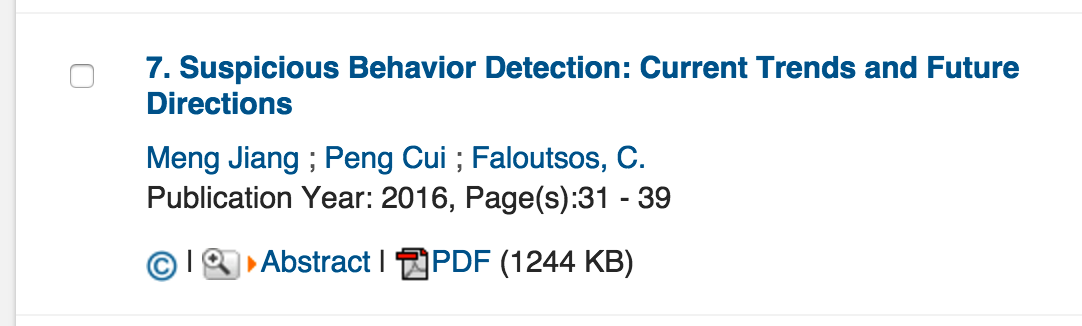 7. Suspicious Behavior Detection: Current Trends and Future
Directions
Meng Jiang ; Peng Cui ; Faloutsos, C.
Publication Year: 2016, Page(s):31 - 39
© | Abstract | PDF (1244 KB)